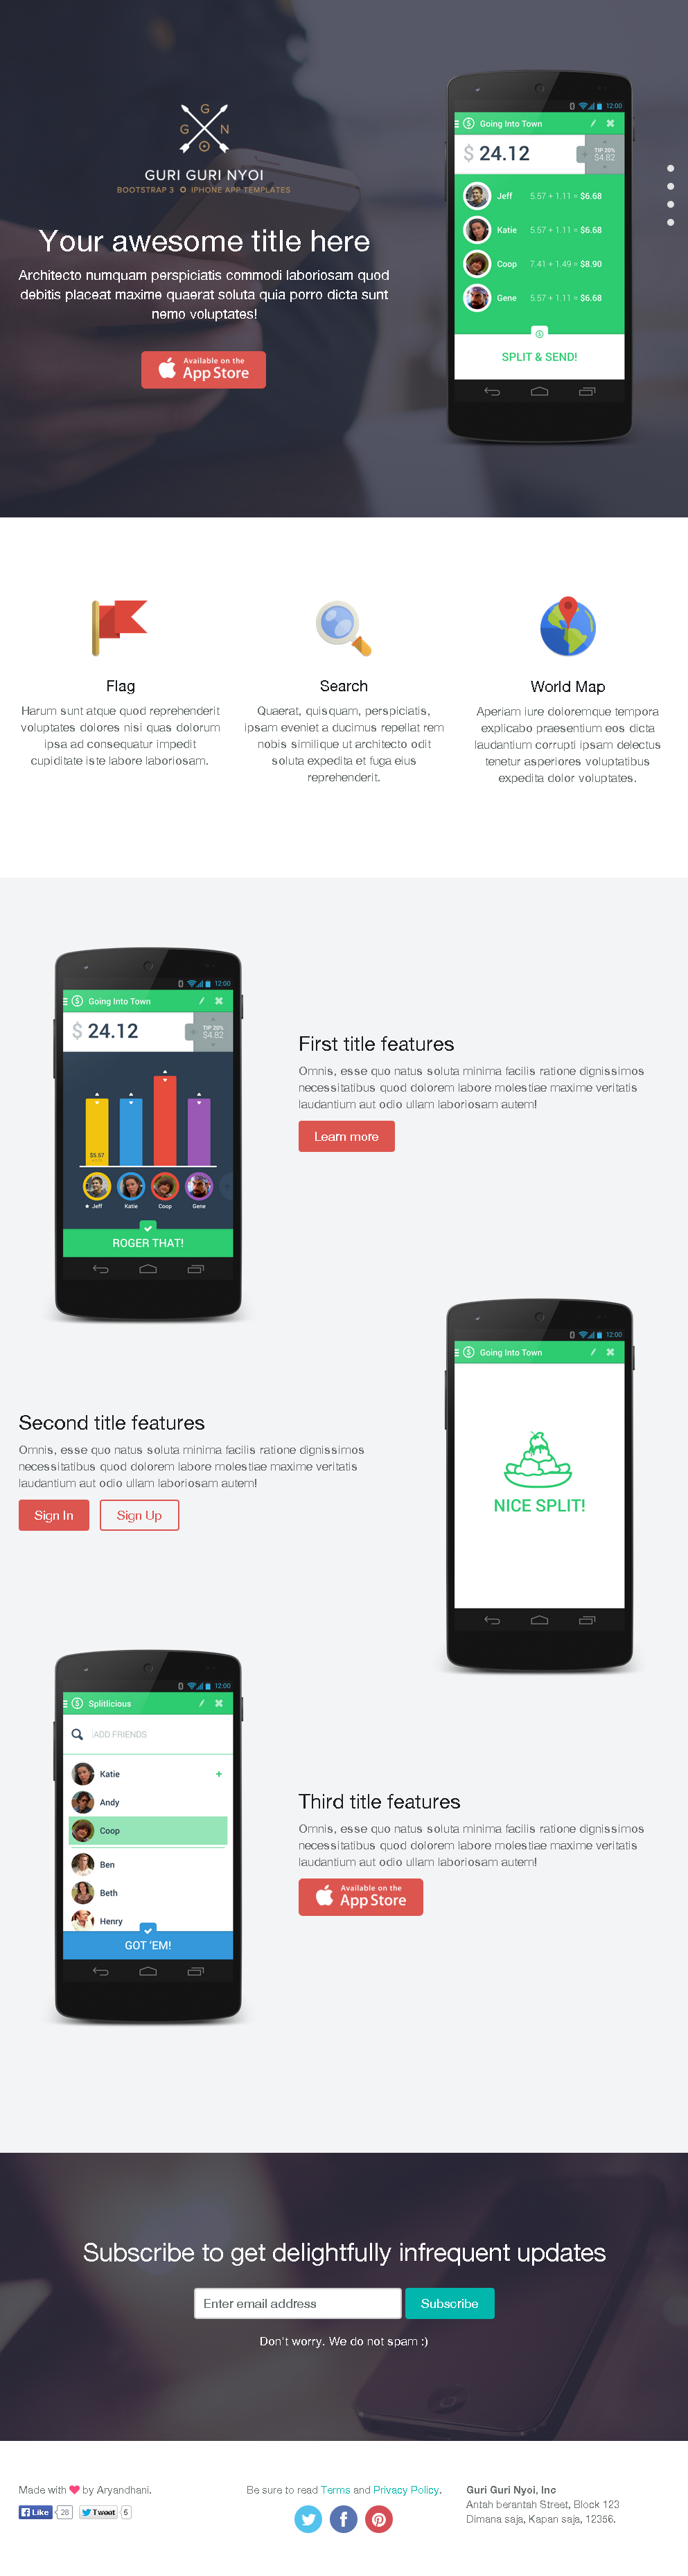 G
G N
GURI GURI NYOI
BOOTSTRAP 3 IPHONE APP TEMPLATES
Your awesome title here
Architecto numquam perspiciatis commodi laboriosam quod
debitis placeat maxime quaerat soluta quia porro dicta sunt
nemo voluptates!
Available on the
App Store
12:00
Going Into Town
$ 24.12
TIP 20%
$4.82
Jeff 5.57 + 1.11 = $6.68
Katie 5.57 + 1.11 = $6.68
Coop 7.41 + 1.49 = $8.90
Gene 5.57 + 1.11 = $6.68
SPLIT & SEND!
Flag
Harum sunt atque quod reprehenderit
voluptates dolores nisi quas dolorum
ipsa ad consequatur impedit
cupiditate iste labore laboriosam.
Search
Quaerat, quisquam, perspiciatis,
ipsam eveniet a ducimus repellat rem
nobis similique ut architecto odit
soluta expedita et fuga eius
reprehenderit.
World Map
Aperiam iure doloremque tempora
explicabo praesentium eos dicta
laudantium corrupti ipsam delectus
tenetur asperiores voluptatibus
expedita dolor voluptates.
12:00
Going Into Town
$ 24.12
TIP 20%
$4.82
$5.57
Jeff Katie Coop Gene
ROGER THAT!
First title features
Omnis, esse quo natus soluta minima facilis ratione dignissimos
necessitatibus quod dolorem labore molestiae maxime veritatis
laudantium aut odio ullam laboriosam autem!
Learn more
Second title features
Omnis, esse quo natus soluta minima facilis ratione dignissimos
necessitatibus quod dolorem labore molestiae maxime veritatis
laudantium aut odio ullam laboriosam autem!
Sign In Sign Up
12:00
Going Into Town
NICE SPLIT!
12:00
Splitlicious
ADD FRIENDS
Katie +
Andy
Coop
Ben
Beth
Henry
GOT 'EM!
Third title features
Omnis, esse quo natus soluta minima facilis ratione dignissimos
necessitatibus quod dolorem labore molestiae maxime veritatis
laudantium aut odio ullam laboriosam autem!
Available on the
App Store
Subscribe to get delightfully infrequent updates
Enter email address Subscribe
Don't worry. We do not spam :)
Made with ❤ by Aryandhani.
Like 28 Tweet 5
Be sure to read Terms and Privacy Policy.
Guri Guri Nyoi, Inc
Antah berantah Street, Block 123
Dimana saja, Kapan saja, 12356.